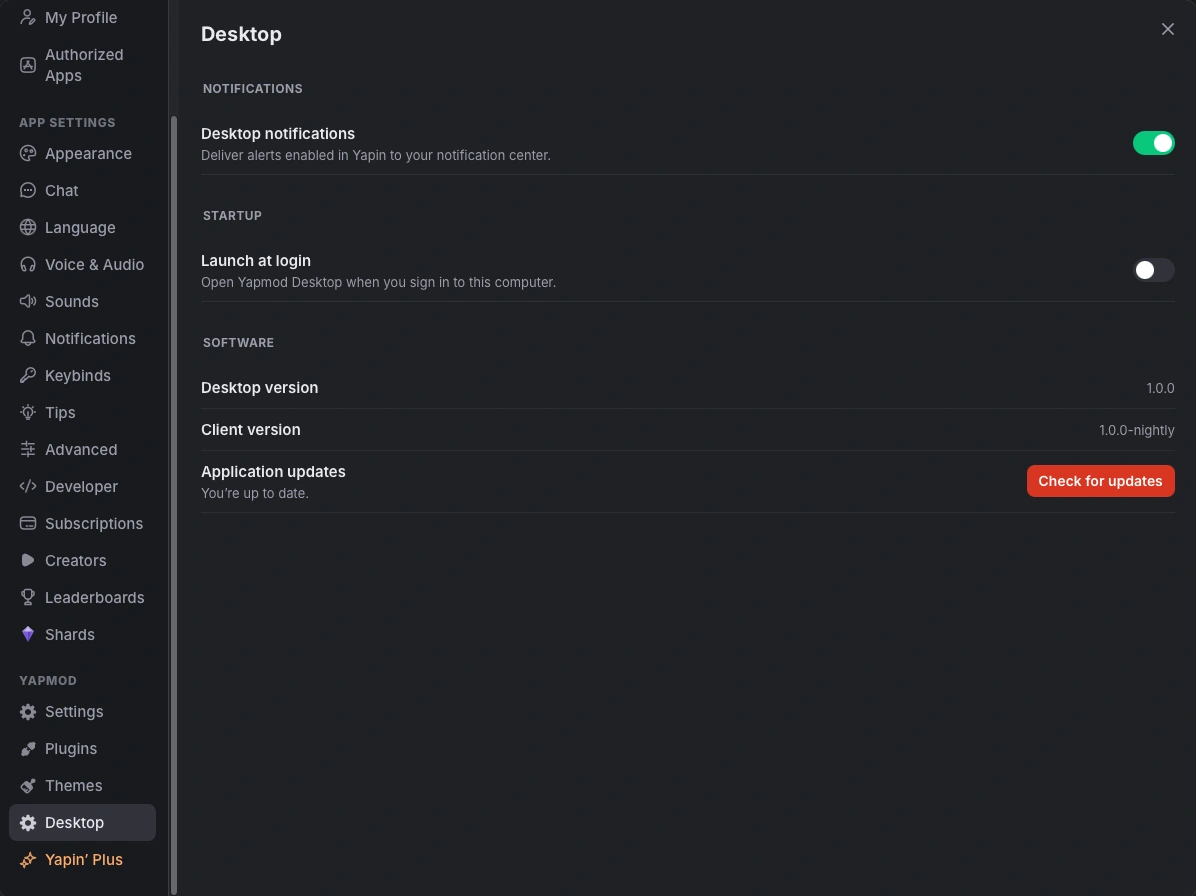 My Profile
Authorized
Apps
APP SETTINGS
Appearance
Chat
Language
Voice & Audio
Sounds
Notifications
Keybinds
Tips
Advanced
Developer
Subscriptions
Creators
Leaderboards
Shards
YAPMOD
Settings
Plugins
Themes
Desktop
Yapin’ Plus
Desktop
NOTIFICATIONS
Desktop notifications
Deliver alerts enabled in Yapin to your notification center.
STARTUP
Launch at login
Open Yapmod Desktop when you sign in to this computer.
SOFTWARE
Desktop version
1.0.0
Client version
1.0.0-nightly
Application updates
You’re up to date.
Check for updates